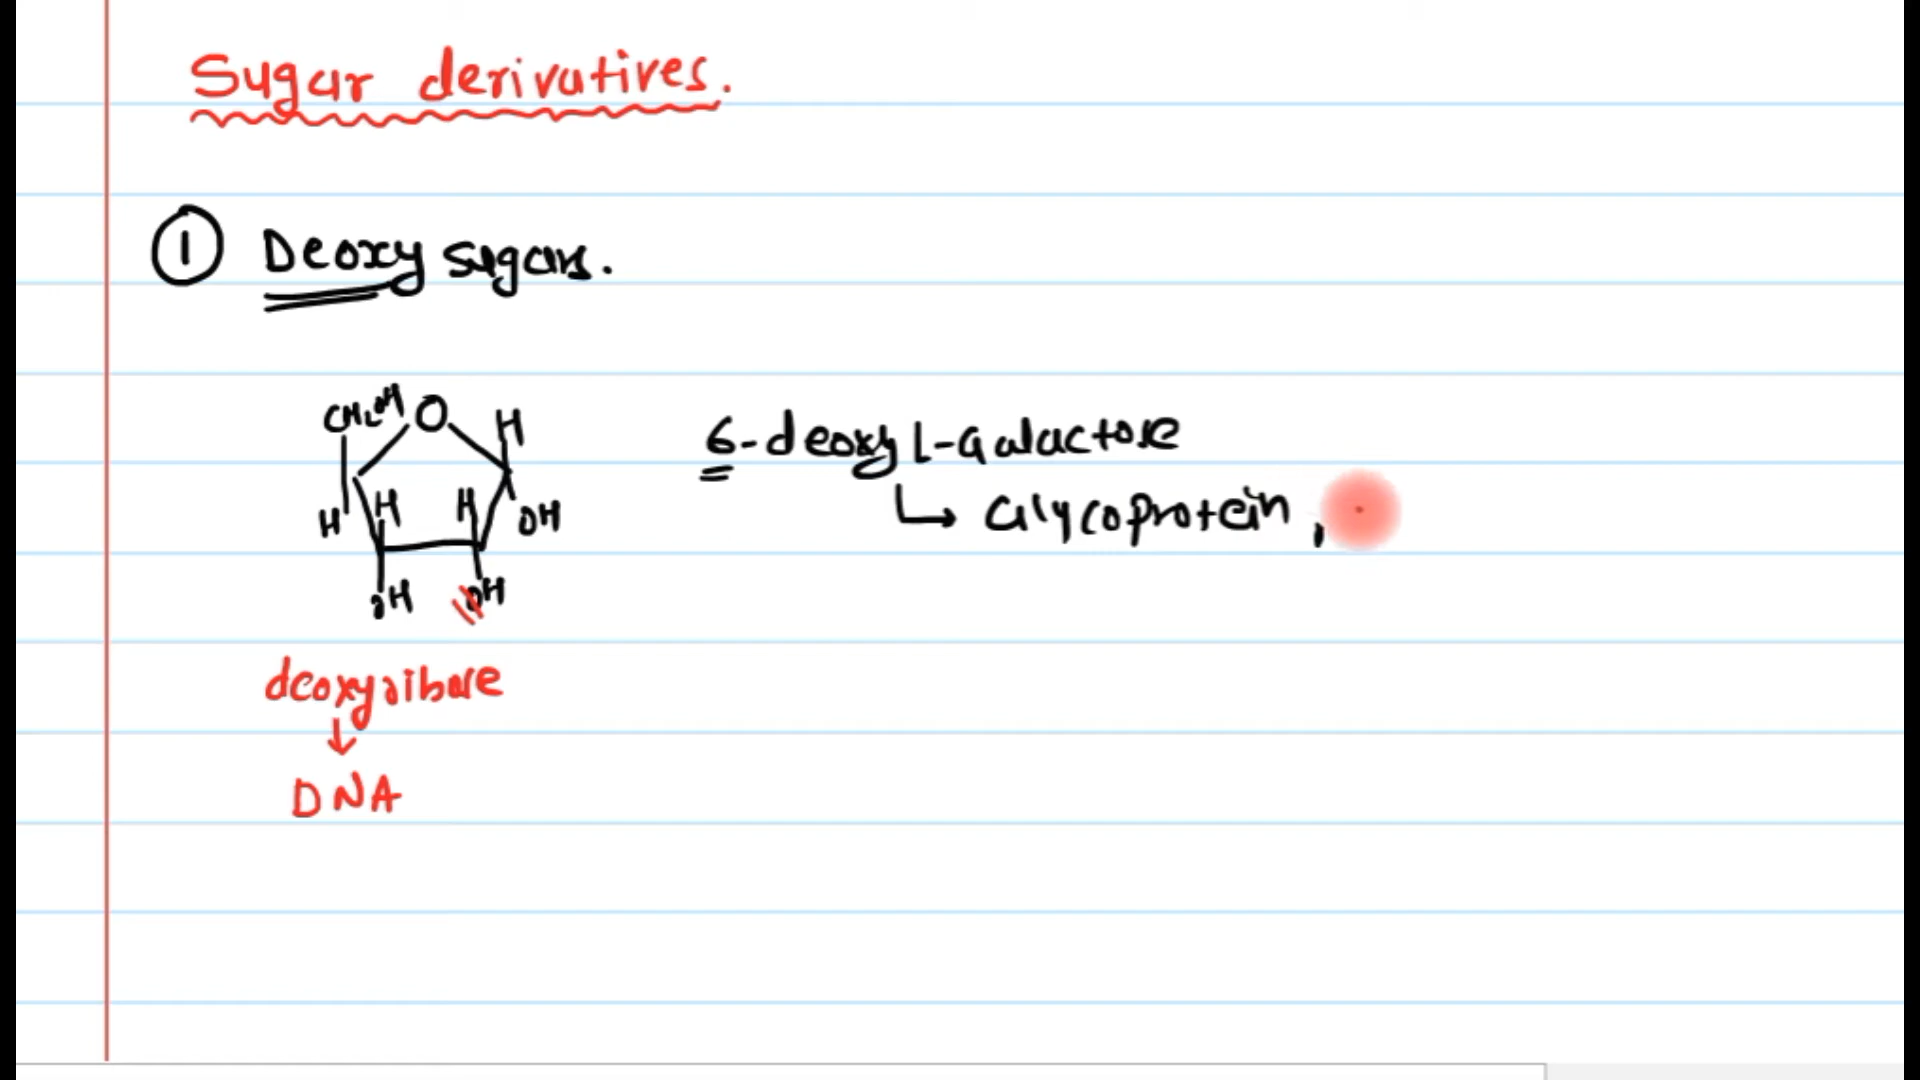 Sugar derivatives.
① Deoxy sugars.
CH₂OH O H
H H H OH
OH OH
6-deoxy L-Galactose
↳ Glycoprotein,
deoxyribose
↓
DNA